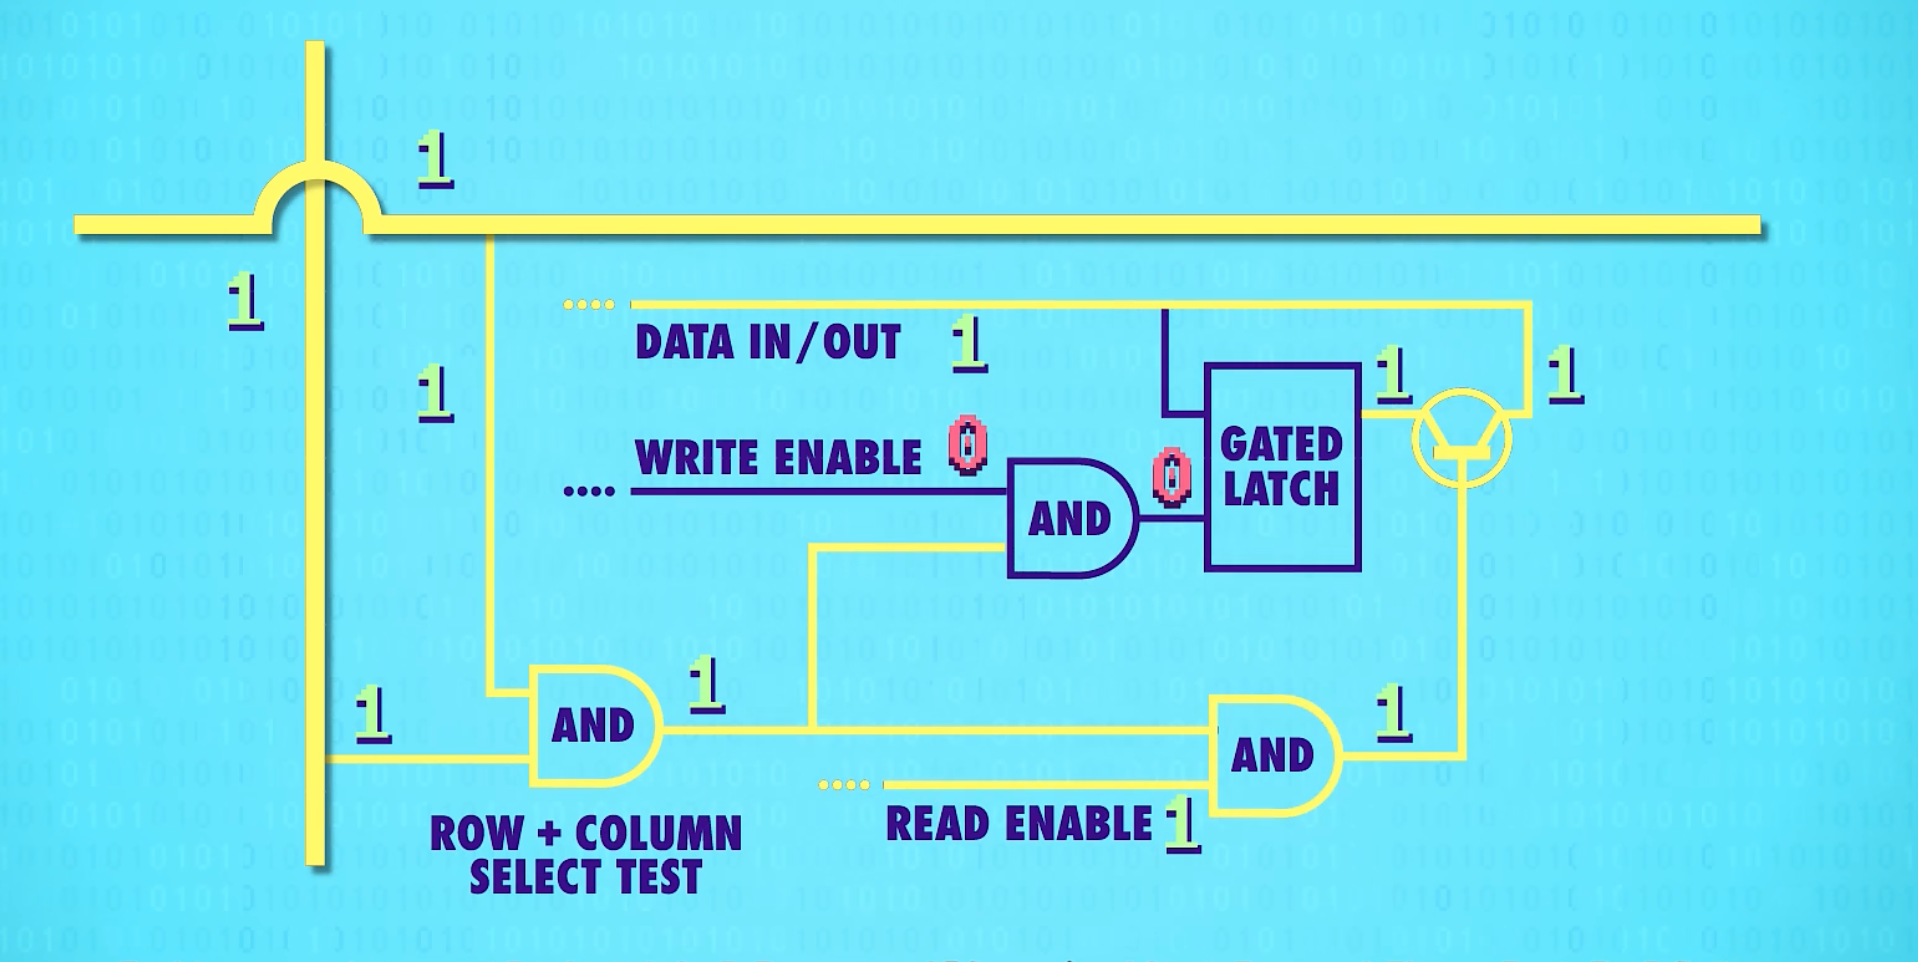 1
1
DATA IN/OUT 1
1
1
1
WRITE ENABLE 0
0
GATED
LATCH
AND
1
1
1
AND
AND
READ ENABLE 1
ROW + COLUMN
SELECT TEST